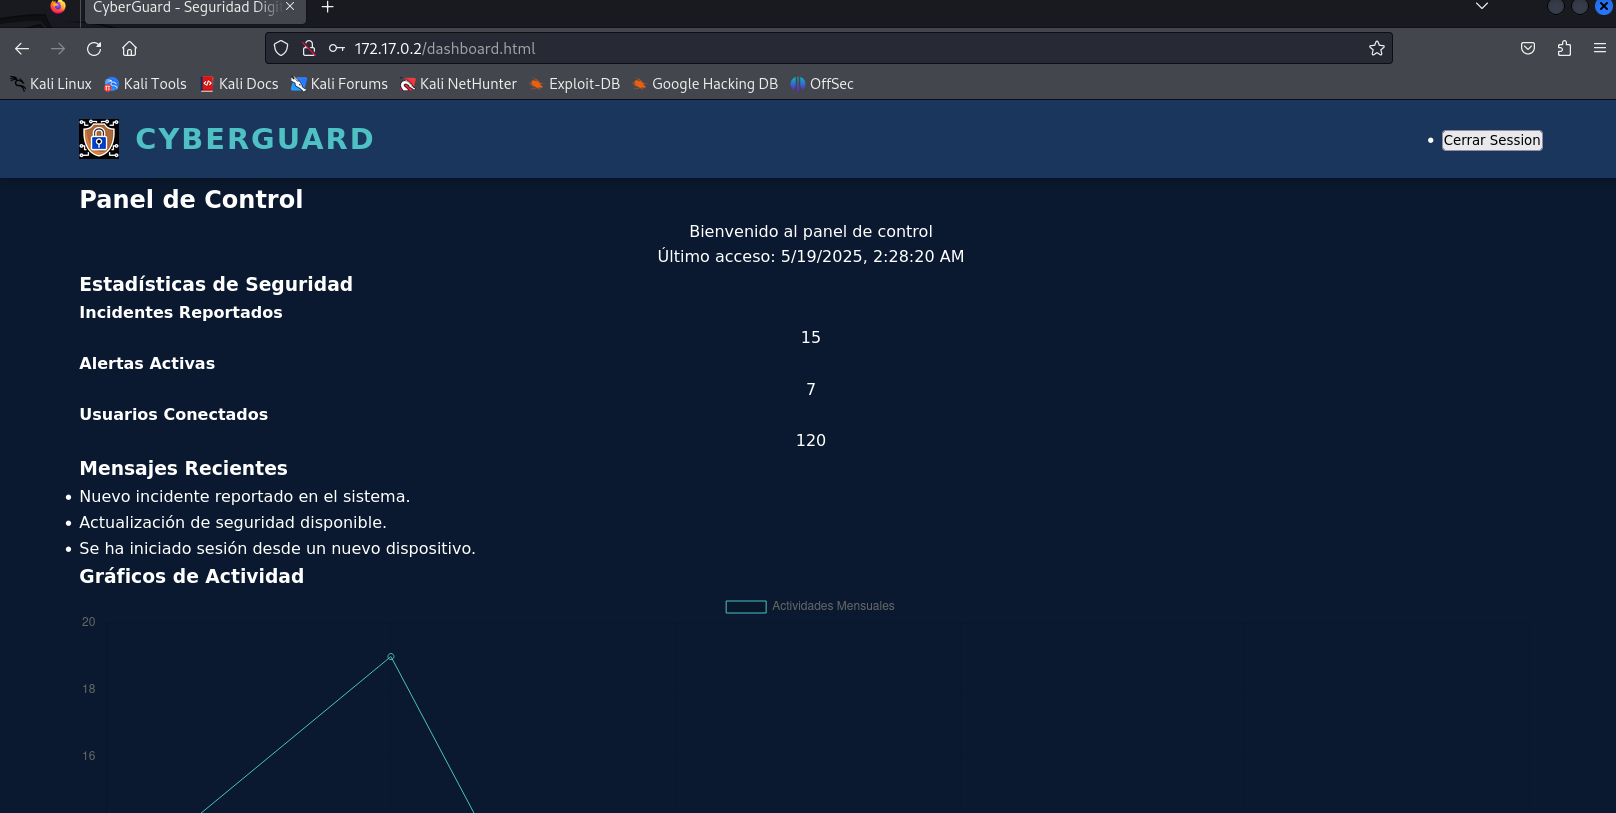 CyberGuard - Seguridad Digit
172.17.0.2/dashboard.html
Kali Linux Kali Tools Kali Docs Kali Forums Kali NetHunter Exploit-DB Google Hacking DB OffSec
CYBERGUARD
Cerrar Session
Panel de Control
Bienvenido al panel de control
Último acceso: 5/19/2025, 2:28:20 AM
Estadísticas de Seguridad
Incidentes Reportados
15
Alertas Activas
7
Usuarios Conectados
120
Mensajes Recientes
Nuevo incidente reportado en el sistema.
Actualización de seguridad disponible.
Se ha iniciado sesión desde un nuevo dispositivo.
Gráficos de Actividad
Actividades Mensuales
20
18
16